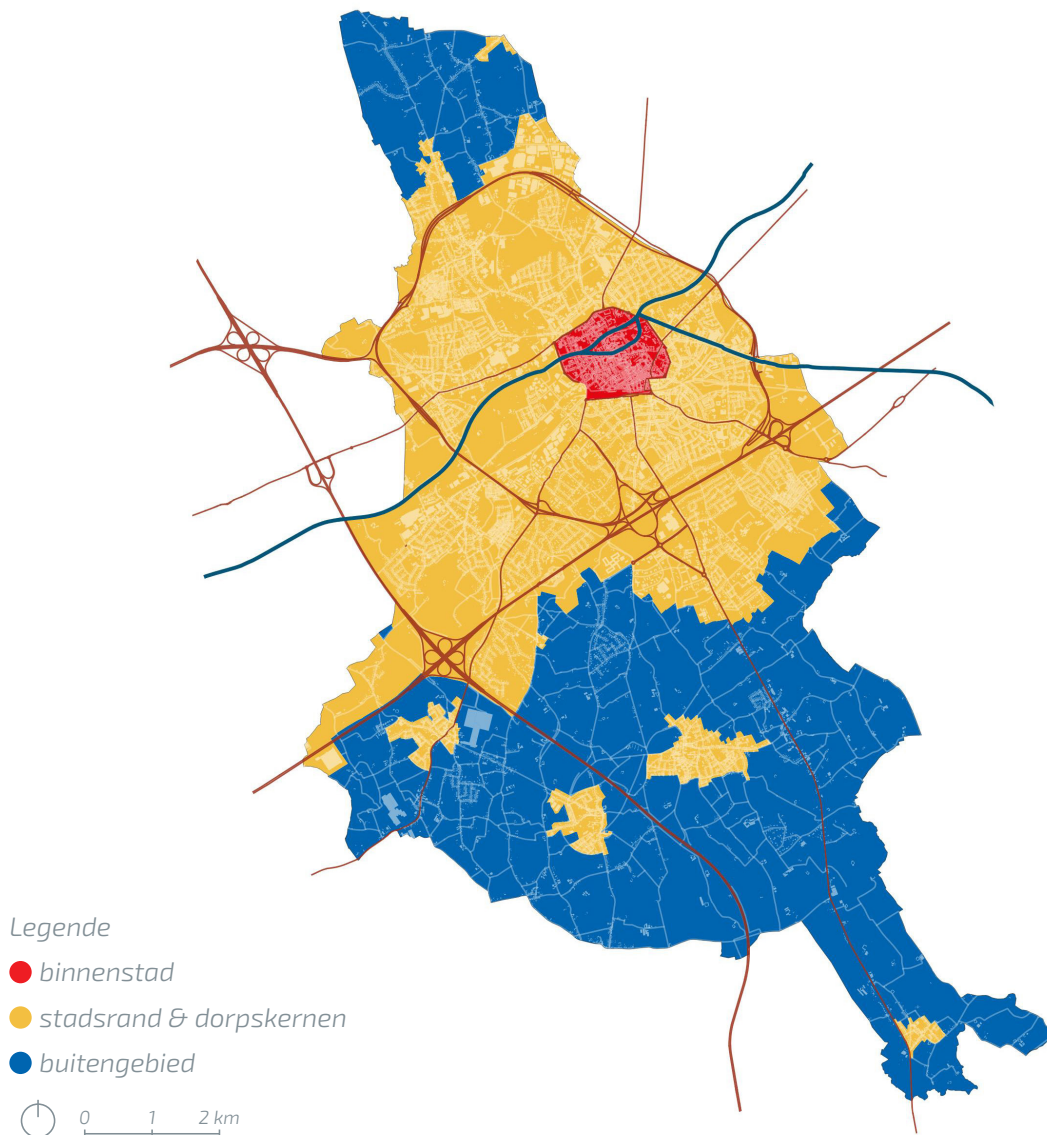 Legende
binnenstad
stadsrand & dorpskernen
buitengebied
0 1 2 km